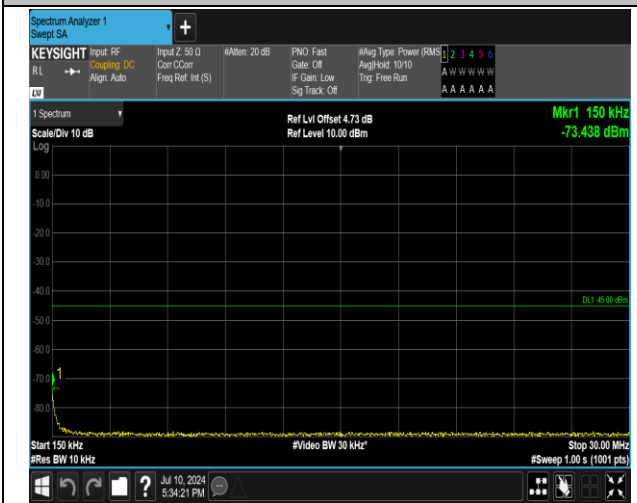 Spectrum Analyzer 1
Swept SA
+
KEYSIGHT
RL
LXI
Input: RF
Coupling: DC
Align: Auto
Input Z: 50 Ω
Corr CCorr
Freq Ref: Int (S)
#Atten: 20 dB
PNO: Fast
Gate: Off
IF Gain: Low
Sig Track: Off
#Avg Type: Power (RMS
Avg|Hold: 10/10
Trig: Free Run
1 2 3 4 5 6
A W W W W W
A A A A A A
1 Spectrum
Scale/Div 10 dB
Ref Lvl Offset 4.73 dB
Ref Level 10.00 dBm
Mkr1 150 kHz
-73.438 dBm
Log
0.00
-10.0
-20.0
-30.0
-40.0
DL1 -45.00 dBm
-50.0
-60.0
-70.0
1
-80.0
Start 150 kHz
#Video BW 30 kHz*
Stop 30.00 MHz
#Res BW 10 kHz
#Sweep 1.00 s (1001 pts)
?
Jul 10, 2024
5:34:21 PM